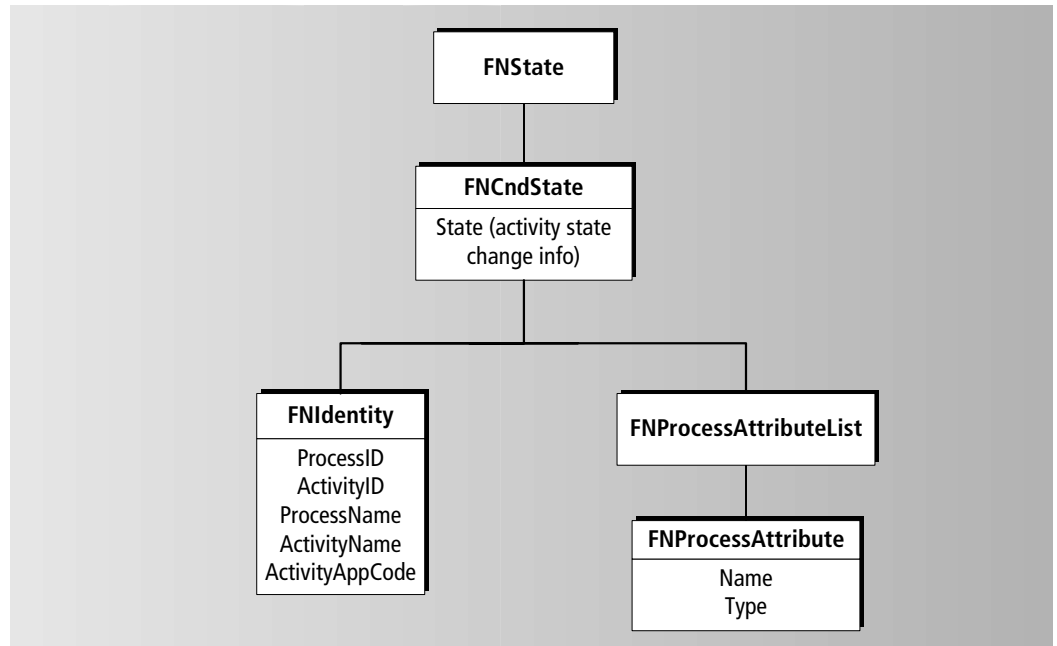 FNState
FNCndState
State (activity state
change info)
FNIdentity
ProcessID
ActivityID
ProcessName
ActivityName
ActivityAppCode
FNProcessAttributeList
FNProcessAttribute
Name
Type